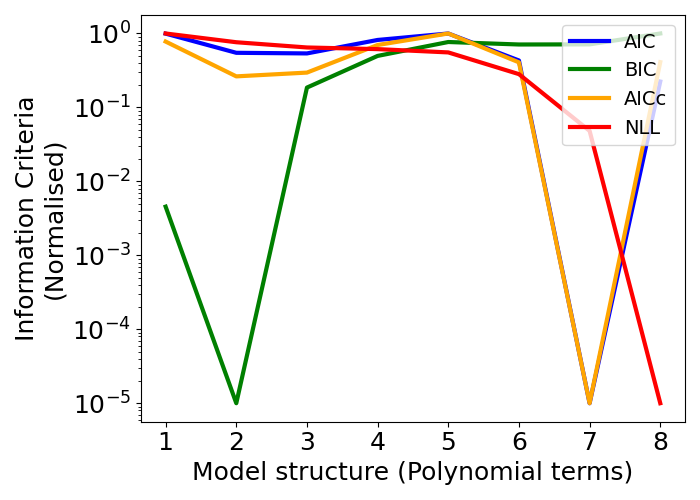 Information Criteria
(Normalised)
10⁰
10⁻¹
10⁻²
10⁻³
10⁻⁴
10⁻⁵
AIC
BIC
AICc
NLL
1 2 3 4 5 6 7 8
Model structure (Polynomial terms)